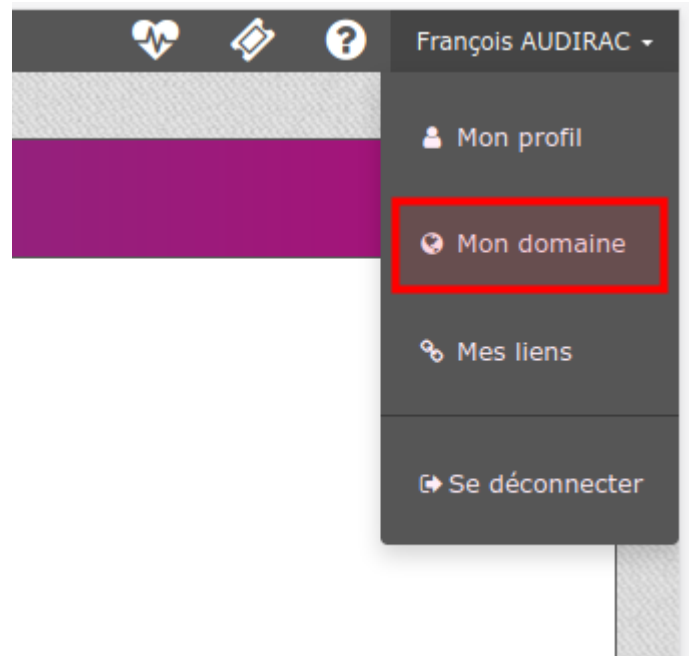 François AUDIRAC
Mon profil
Mon domaine
Mes liens
Se déconnecter